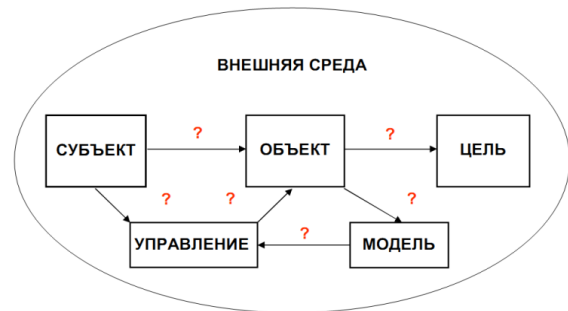 ВНЕШНЯЯ СРЕДА
?
?
СУБЪЕКТ
ОБЪЕКТ
ЦЕЛЬ
?
?
?
?
УПРАВЛЕНИЕ
МОДЕЛЬ